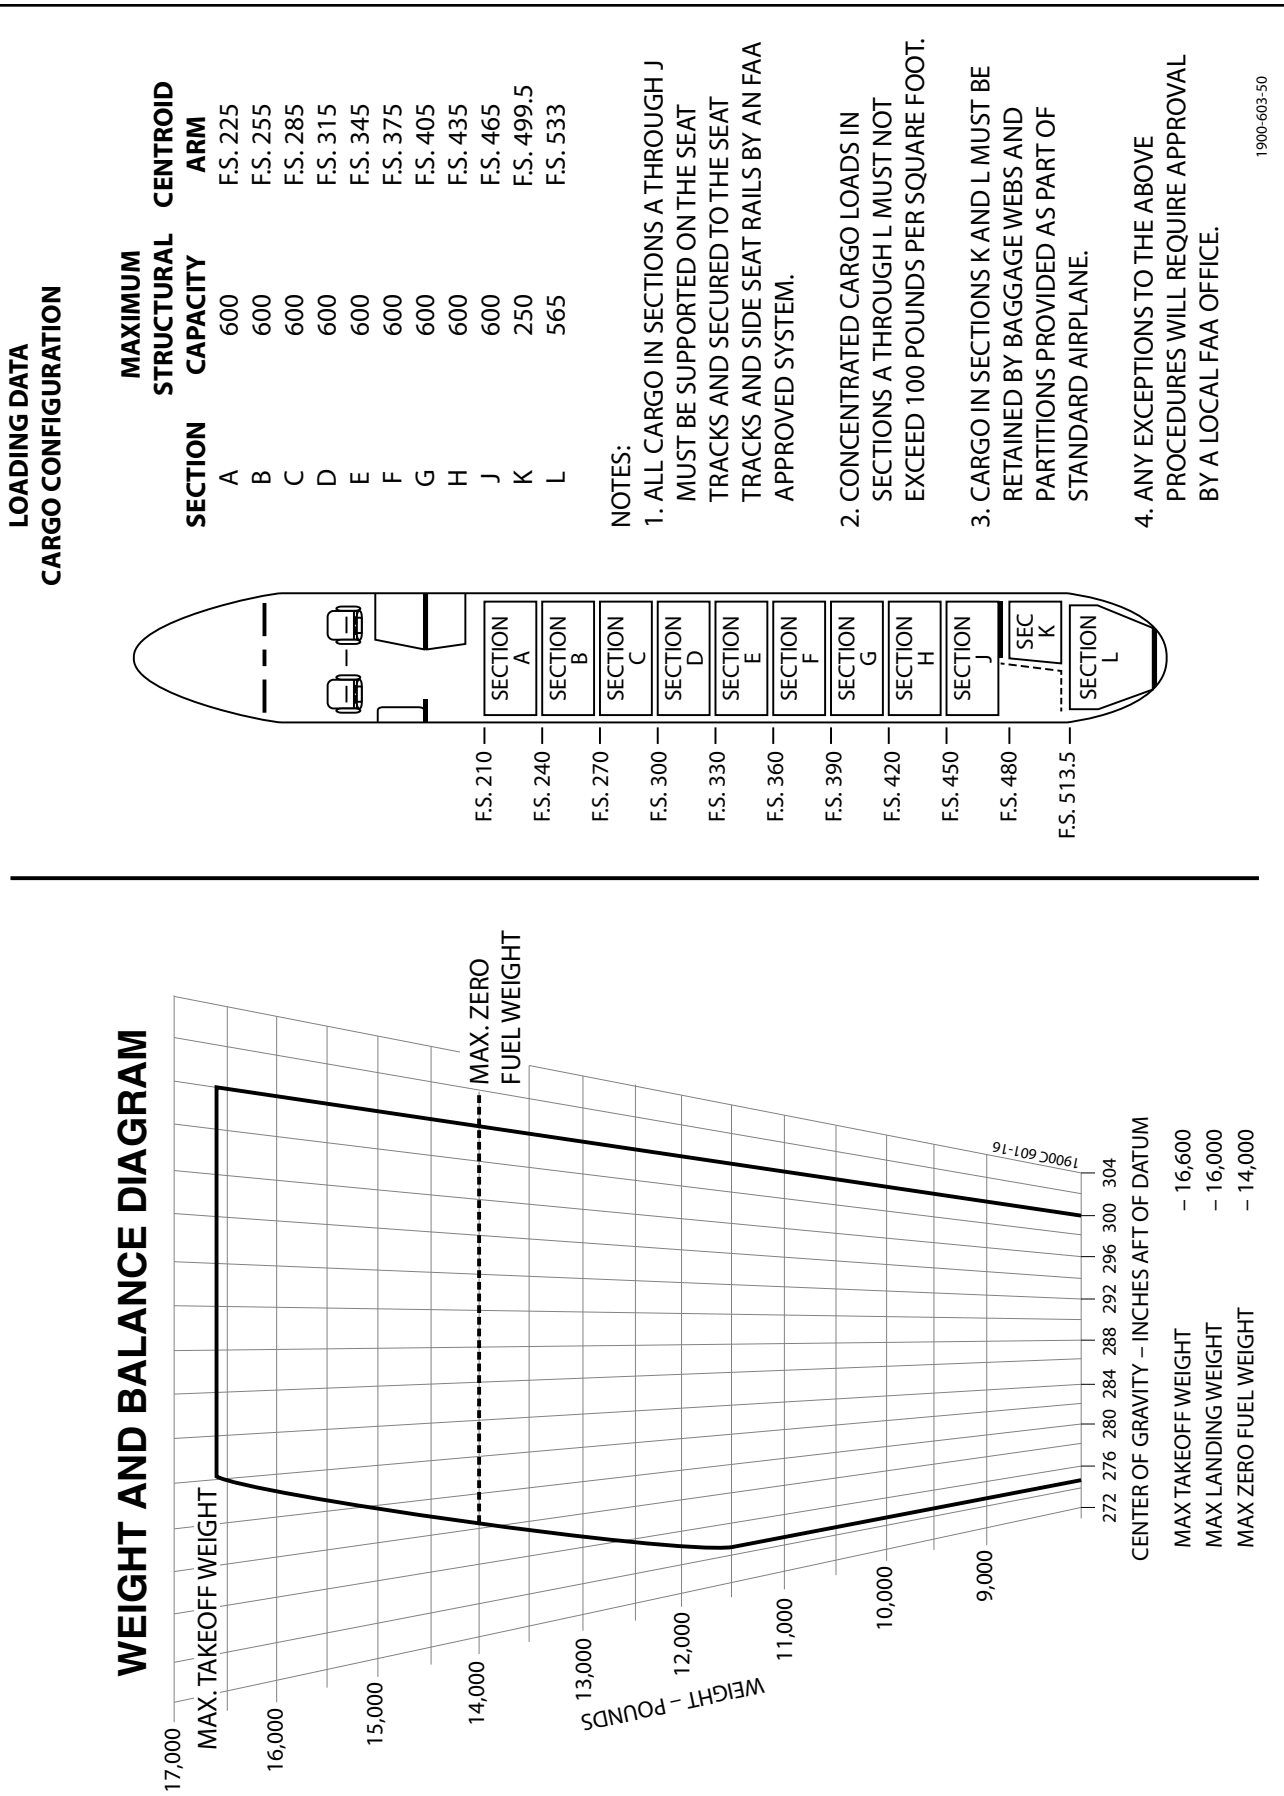 LOADING DATA
CARGO CONFIGURATION
MAXIMUM
STRUCTURAL CENTROID
SECTION CAPACITY ARM
A 600 F.S. 225
B 600 F.S. 255
C 600 F.S. 285
D 600 F.S. 315
E 600 F.S. 345
F 600 F.S. 375
G 600 F.S. 405
H 600 F.S. 435
J 600 F.S. 465
K 250 F.S. 499.5
L 565 F.S. 533
NOTES:
1. ALL CARGO IN SECTIONS A THROUGH J
MUST BE SUPPORTED ON THE SEAT
TRACKS AND SECURED TO THE SEAT
TRACKS AND SIDE SEAT RAILS BY AN FAA
APPROVED SYSTEM.
2. CONCENTRATED CARGO LOADS IN
SECTIONS A THROUGH L MUST NOT
EXCEED 100 POUNDS PER SQUARE FOOT.
3. CARGO IN SECTIONS K AND L MUST BE
RETAINED BY BAGGAGE WEBS AND
PARTITIONS PROVIDED AS PART OF
STANDARD AIRPLANE.
4. ANY EXCEPTIONS TO THE ABOVE
PROCEDURES WILL REQUIRE APPROVAL
BY A LOCAL FAA OFFICE.
1900-603-50
SECTION
A
SECTION
B
SECTION
C
SECTION
D
SECTION
E
SECTION
F
SECTION
G
SECTION
H
SECTION
J
SEC
K
SECTION
L
F.S. 210
F.S. 240
F.S. 270
F.S. 300
F.S. 330
F.S. 360
F.S. 390
F.S. 420
F.S. 450
F.S. 480
F.S. 513.5
WEIGHT AND BALANCE DIAGRAM
MAX. TAKEOFF WEIGHT
MAX. ZERO
FUEL WEIGHT
17,000
16,000
15,000
14,000
13,000
12,000
11,000
10,000
9,000
WEIGHT – POUNDS
1900C 601-16
272 276 280 284 288 292 296 300 304
CENTER OF GRAVITY – INCHES AFT OF DATUM
MAX TAKEOFF WEIGHT – 16,600
MAX LANDING WEIGHT – 16,000
MAX ZERO FUEL WEIGHT – 14,000